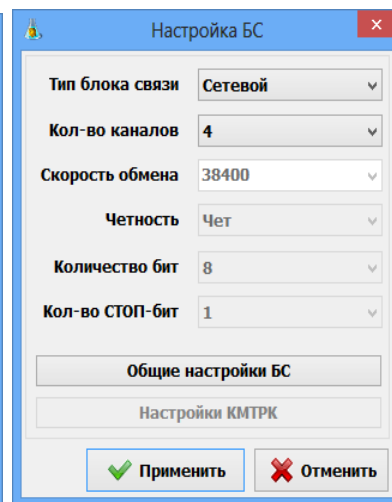 Настройка БС
Тип блока связи Сетевой
Кол-во каналов 4
Скорость обмена 38400
Четность Чет
Количество бит 8
Кол-во СТОП-бит 1
Общие настройки БС
Настройки КМТРК
Применить Отменить